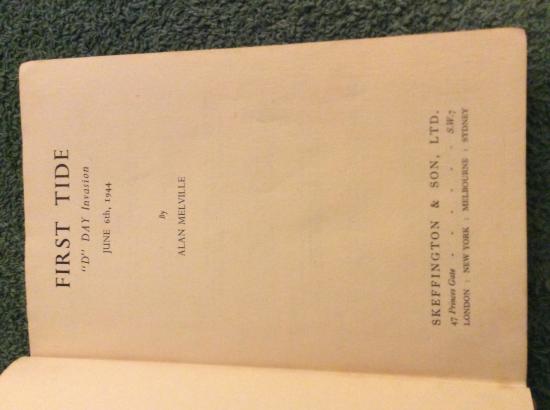 FIRST TIDE
"D" DAY Invasion
JUNE 6th, 1944
By
ALAN MELVILLE
SKEFFINGTON & SON, LTD.
47 Princes Gate - - - - - - S.W.7
LONDON : NEW YORK : MELBOURNE : SYDNEY